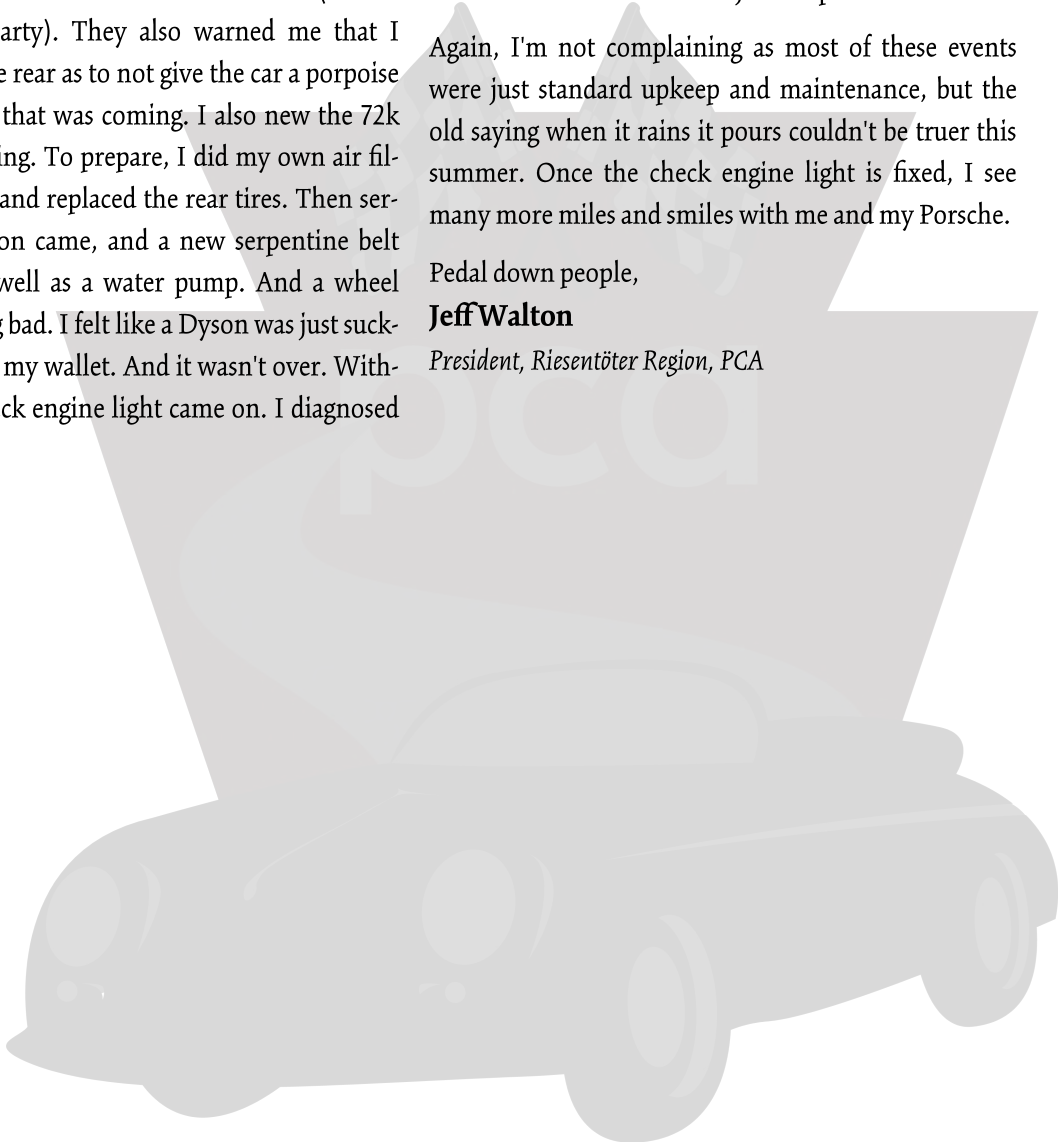 arty). They also warned me that I
e rear as to not give the car a porpoise
that was coming. I also new the 72k
ing. To prepare, I did my own air fil-
and replaced the rear tires. Then ser-
on came, and a new serpentine belt
well as a water pump. And a wheel
g bad. I felt like a Dyson was just suck-
my wallet. And it wasn't over. With-
ck engine light came on. I diagnosed
Again, I'm not complaining as most of these events
were just standard upkeep and maintenance, but the
old saying when it rains it pours couldn't be truer this
summer. Once the check engine light is fixed, I see
many more miles and smiles with me and my Porsche.
Pedal down people,
Jeff Walton
President, Riesentöter Region, PCA
pca